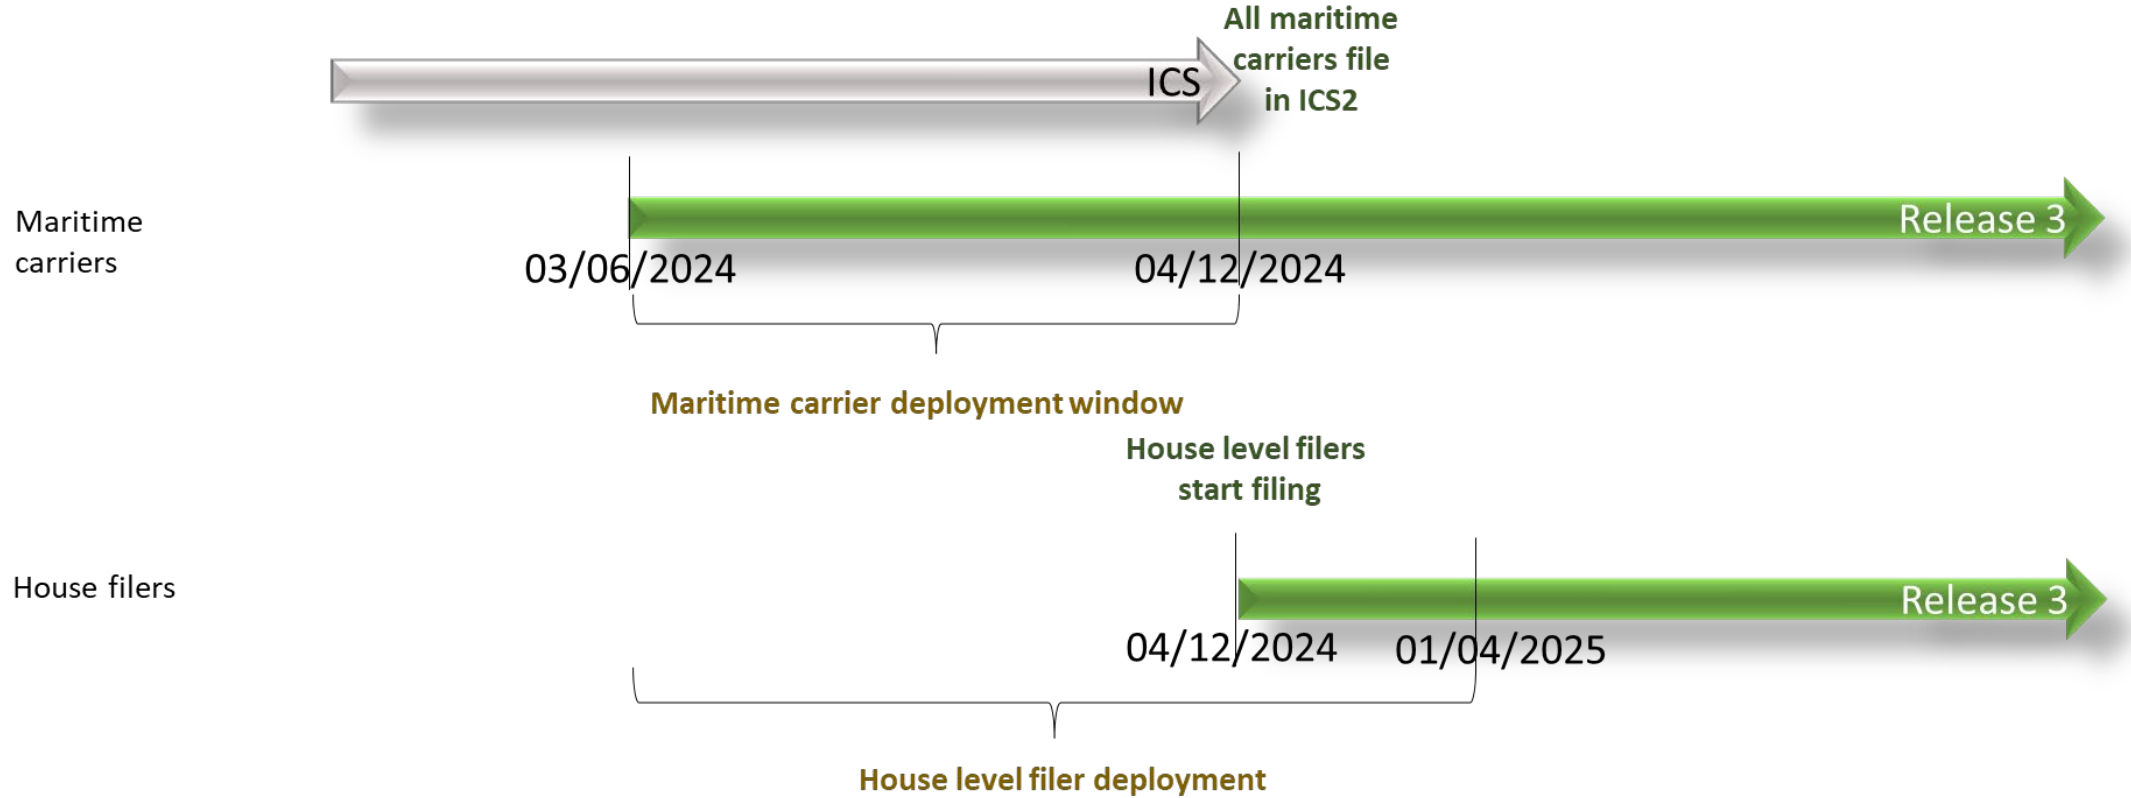 All maritime
carriers file
in ICS2
ICS
Release 3
Maritime
carriers
03/06/2024
04/12/2024
Maritime carrier deployment window
House level filers
start filing
House filers
Release 3
04/12/2024
01/04/2025
House level filer deployment